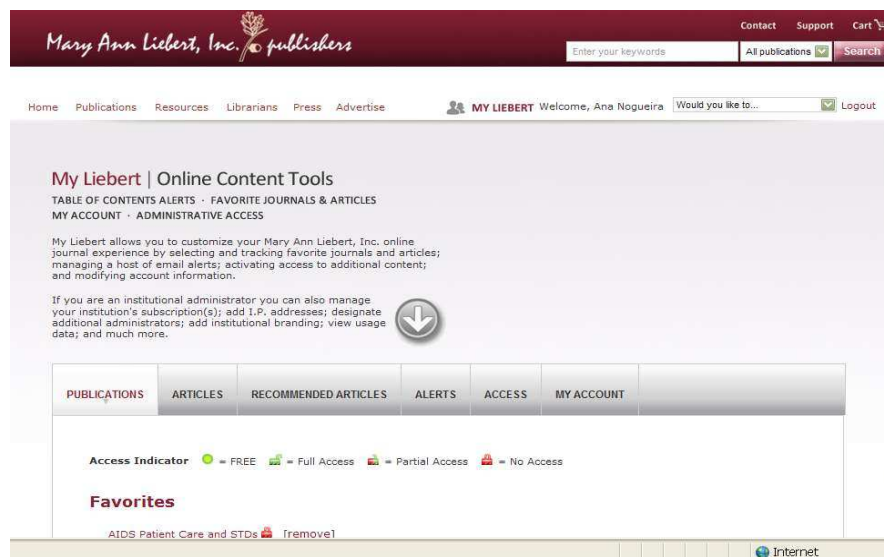 Contact Support Cart
Mary Ann Liebert, Inc. publishers
Enter your keywords All publications Search
Home Publications Resources Librarians Press Advertise MY LIEBERT Welcome, Ana Nogueira Would you like to... Logout
My Liebert | Online Content Tools
TABLE OF CONTENTS ALERTS · FAVORITE JOURNALS & ARTICLES
MY ACCOUNT · ADMINISTRATIVE ACCESS
My Liebert allows you to customize your Mary Ann Liebert, Inc. online
journal experience by selecting and tracking favorite journals and articles;
managing a host of email alerts; activating access to additional content;
and modifying account information.
If you are an institutional administrator you can also manage
your institution's subscription(s); add I.P. addresses; designate
additional administrators; add institutional branding; view usage
data; and much more.
PUBLICATIONS ARTICLES RECOMMENDED ARTICLES ALERTS ACCESS MY ACCOUNT
Access Indicator = FREE = Full Access = Partial Access = No Access
Favorites
AIDS Patient Care and STDs [remove]
Internet